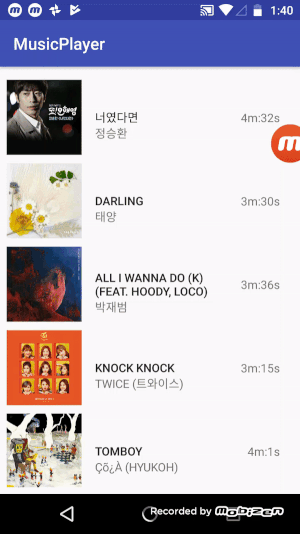 1:40
MusicPlayer
너였다면
4m:32s
정승환
DARLING
3m:30s
태양
ALL I WANNA DO (K)
(FEAT. HOODY, LOCO)
3m:36s
박재범
KNOCK KNOCK
3m:15s
TWICE (트와이스)
TOMBOY
4m:1s
Çõ¿À (HYUKOH)
Recorded by Mobizen